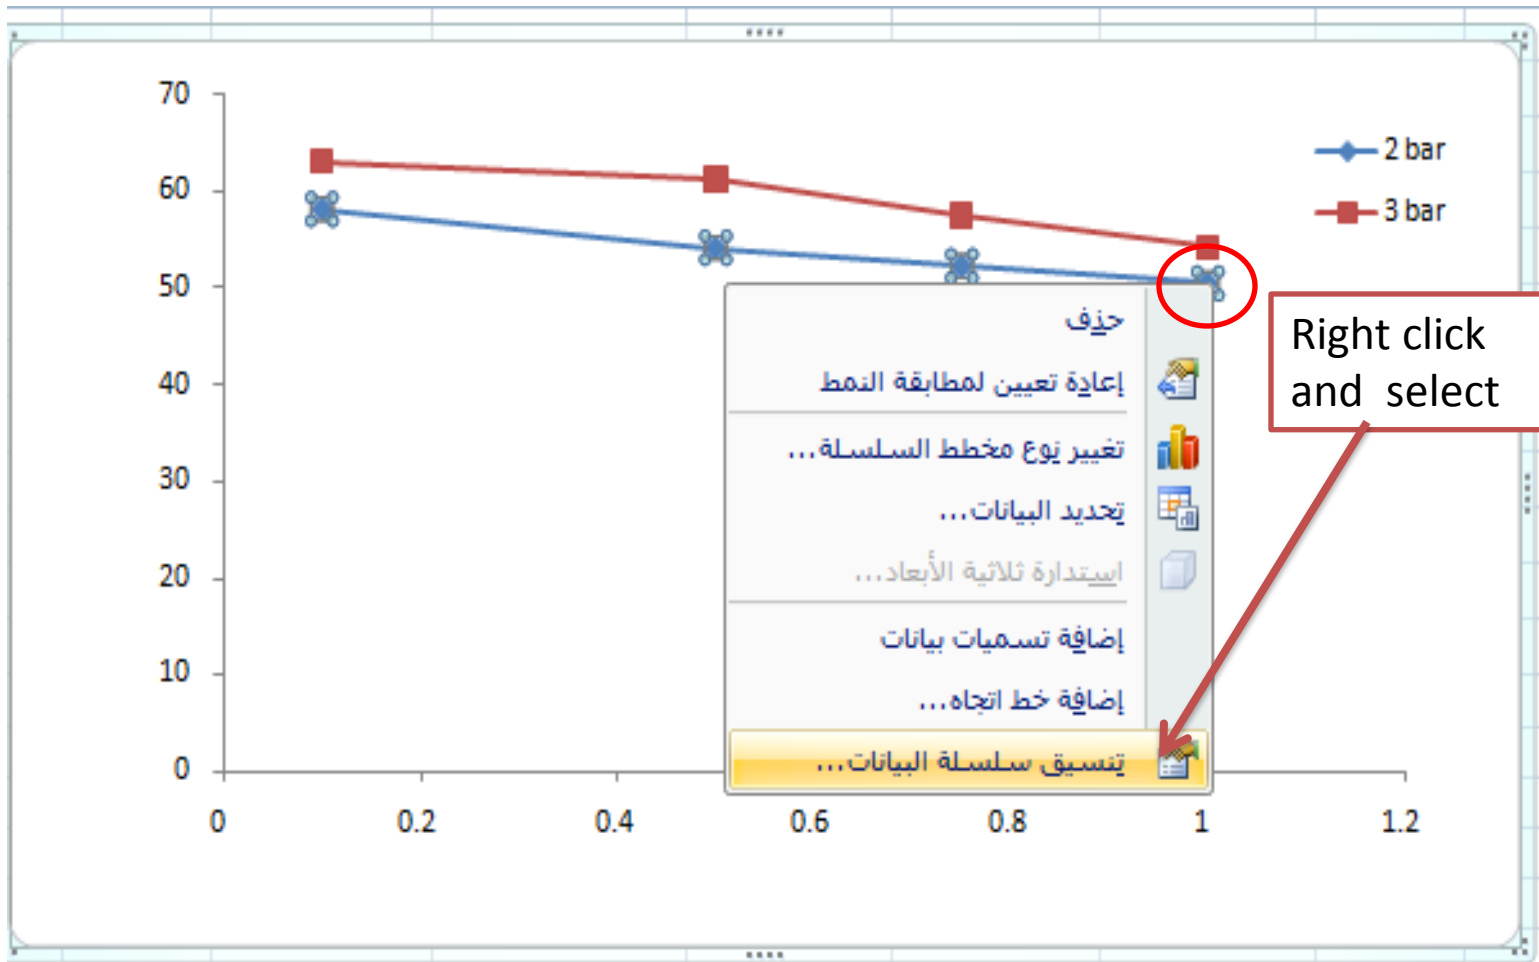 70
60
50
40
30
20
10
0
0 0.2 0.4 0.6 0.8 1 1.2
2 bar
3 bar
حذف
إعادة تعيين لمطابقة النمط
تغيير نوع مخطط السلسلة...
تحديد البيانات...
استدارة ثلاثية الأبعاد...
إضافة تسميات بيانات
إضافة خط اتجاه...
تنسيق سلسلة البيانات...
Right click
and select